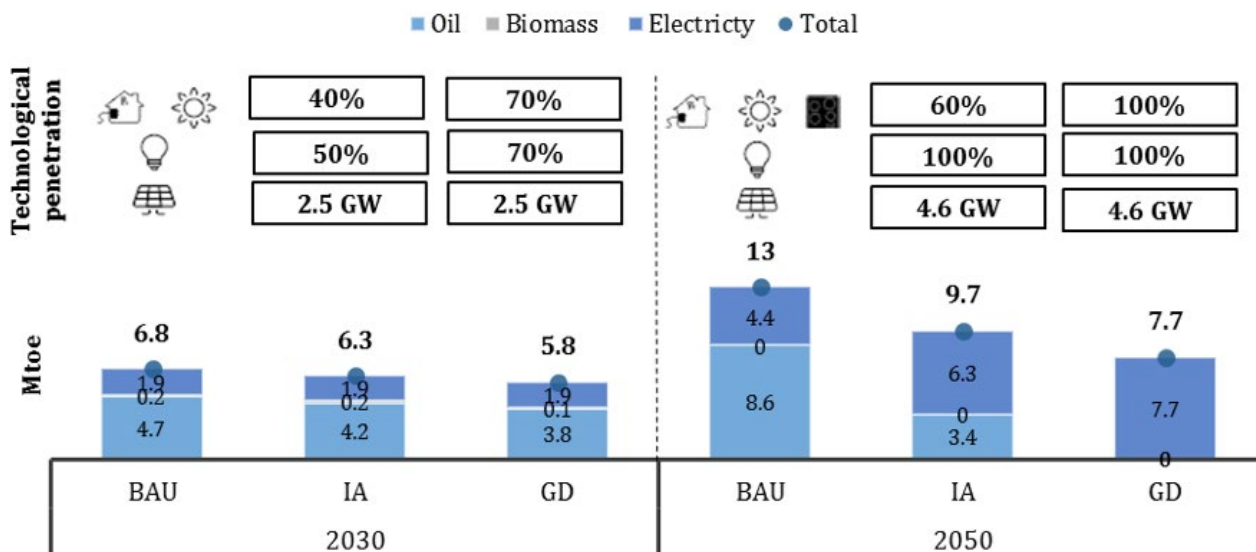 Oil Biomass Electricty Total
Technological
penetration
40% 70% 60% 100%
50% 70% 100% 100%
2.5 GW 2.5 GW 4.6 GW 4.6 GW
Mtoe
6.8 6.3 5.8 13 9.7 7.7
1.9 1.9 1.9 4.4 6.3 7.7
0.2 0.2 0.1 0 0 0
4.7 4.2 3.8 8.6 3.4
BAU IA GD BAU IA GD
2030 2050